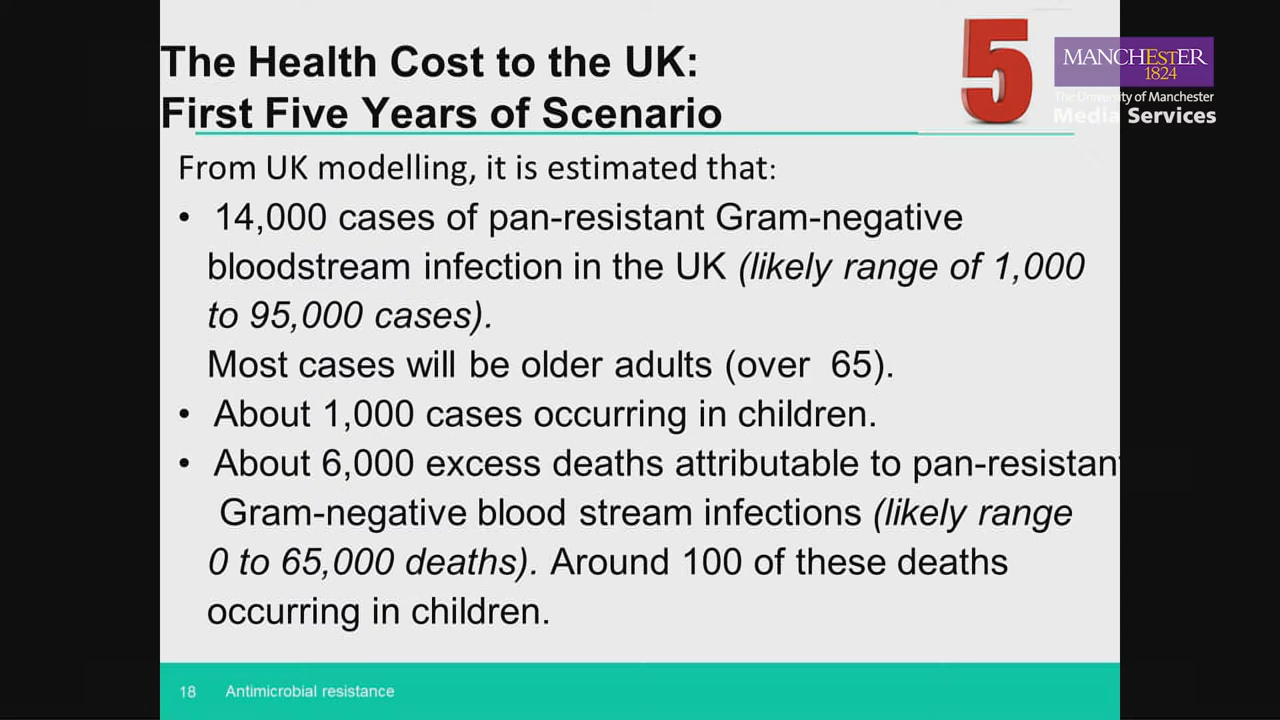 The Health Cost to the UK:
First Five Years of Scenario
5
MANCHESTER
1824
The University of Manchester
Media Services
From UK modelling, it is estimated that:
• 14,000 cases of pan-resistant Gram-negative
bloodstream infection in the UK (likely range of 1,000
to 95,000 cases).
Most cases will be older adults (over 65).
• About 1,000 cases occurring in children.
• About 6,000 excess deaths attributable to pan-resistant
Gram-negative blood stream infections (likely range
0 to 65,000 deaths). Around 100 of these deaths
occurring in children.
18 Antimicrobial resistance